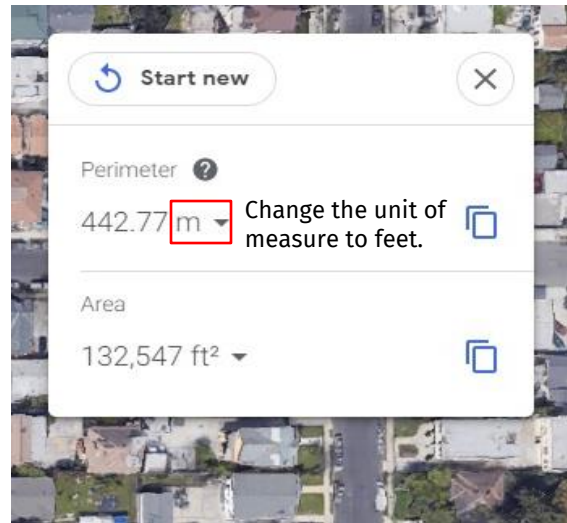 Start new
Perimeter ?
442.77 m
Change the unit of
measure to feet.
Area
132,547 ft²